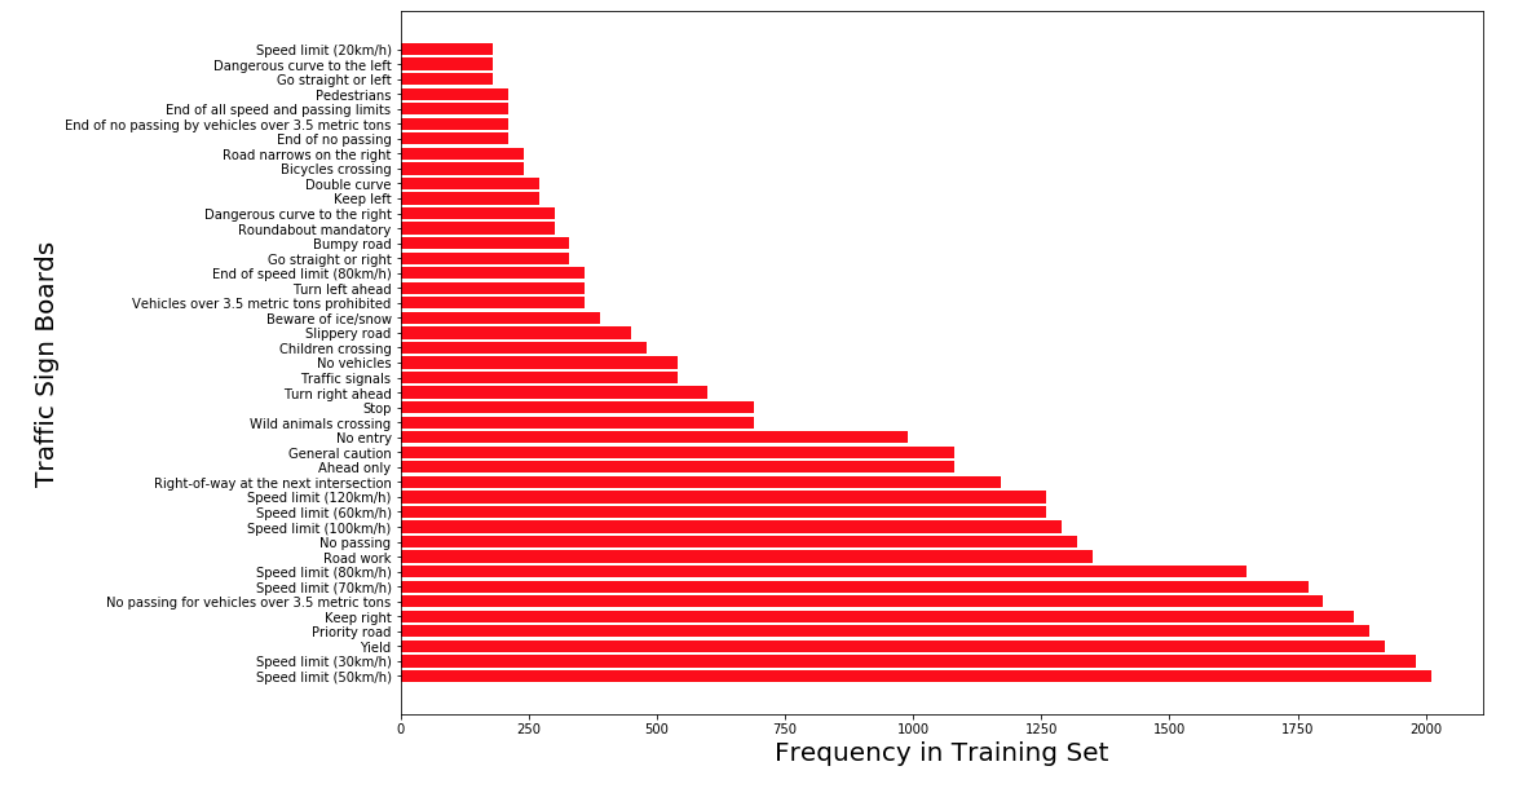 Speed limit (20km/h)
Dangerous curve to the left
Go straight or left
Pedestrians
End of all speed and passing limits
End of no passing by vehicles over 3.5 metric tons
End of no passing
Road narrows on the right
Bicycles crossing
Double curve
Keep left
Dangerous curve to the right
Roundabout mandatory
Bumpy road
Go straight or right
End of speed limit (80km/h)
Turn left ahead
Vehicles over 3.5 metric tons prohibited
Beware of ice/snow
Slippery road
Children crossing
No vehicles
Traffic signals
Turn right ahead
Stop
Wild animals crossing
No entry
General caution
Ahead only
Right-of-way at the next intersection
Speed limit (120km/h)
Speed limit (60km/h)
Speed limit (100km/h)
No passing
Road work
Speed limit (80km/h)
Speed limit (70km/h)
No passing for vehicles over 3.5 metric tons
Keep right
Priority road
Yield
Speed limit (30km/h)
Speed limit (50km/h)
Traffic Sign Boards
0 250 500 750 1000 1250 1500 1750 2000
Frequency in Training Set